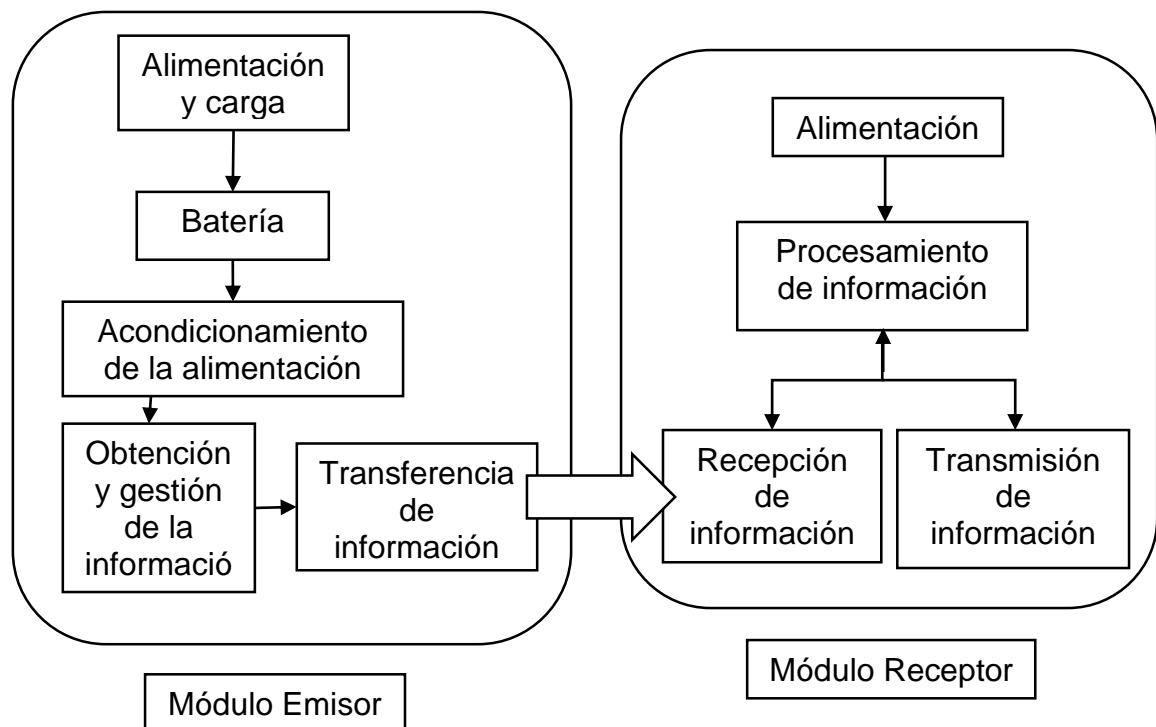 Alimentación
y carga
Batería
Acondicionamiento
de la alimentación
Obtención
y gestión
de la
informació
Transferencia
de
información
Módulo Emisor
Alimentación
Procesamiento
de información
Recepción
de
información
Transmisión
de
información
Módulo Receptor